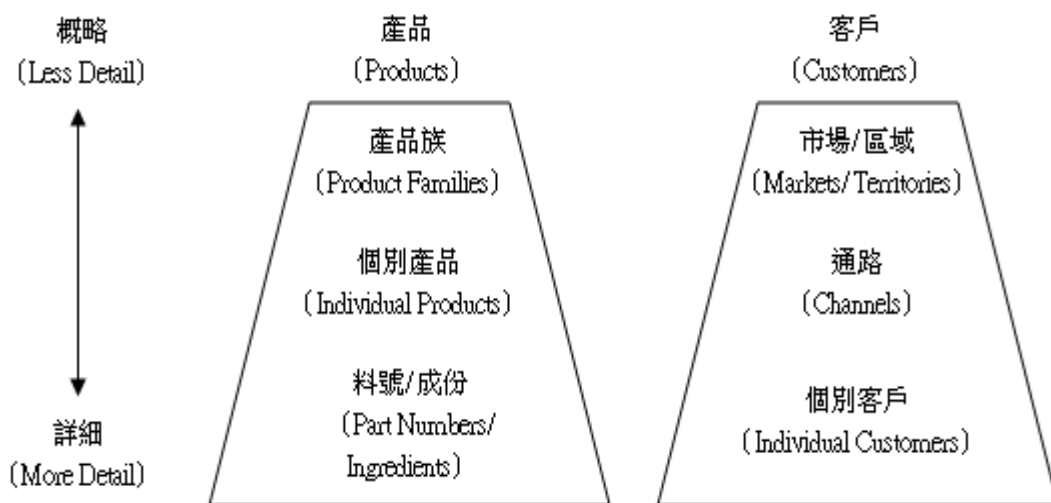 概略
(Less Detail)
詳細
(More Detail)
產品
(Products)
產品族
(Product Families)
個別產品
(Individual Products)
料號/成份
(Part Numbers/
Ingredients)
客戶
(Customers)
市場/區域
(Markets/Territories)
通路
(Channels)
個別客戶
(Individual Customers)